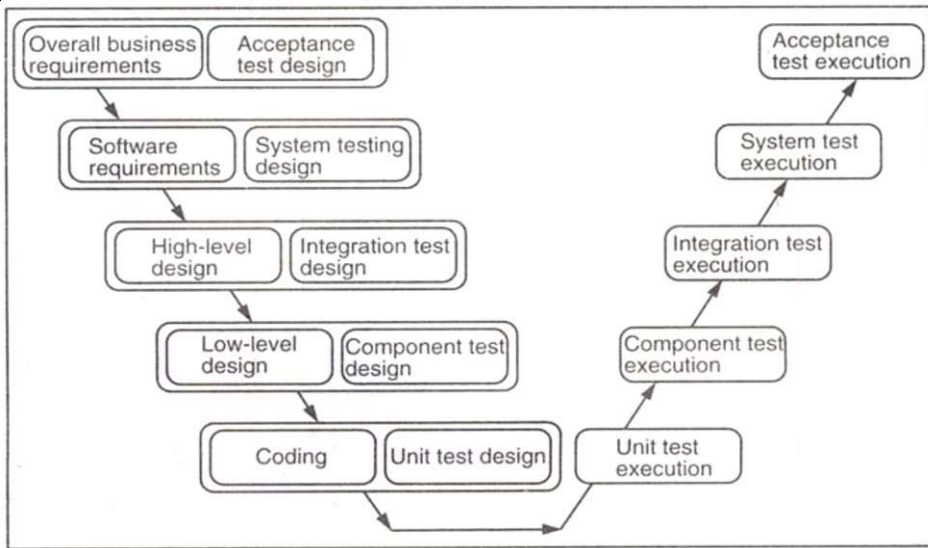 Overall business
requirements
Acceptance
test design
Acceptance
test execution
Software
requirements
System testing
design
System test
execution
High-level
design
Integration test
design
Integration test
execution
Low-level
design
Component test
design
Component test
execution
Coding
Unit test design
Unit test
execution